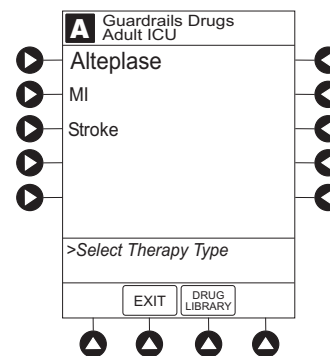 A
Guardrails Drugs
Adult ICU
Alteplase
MI
Stroke
>Select Therapy Type
EXIT
DRUG
LIBRARY